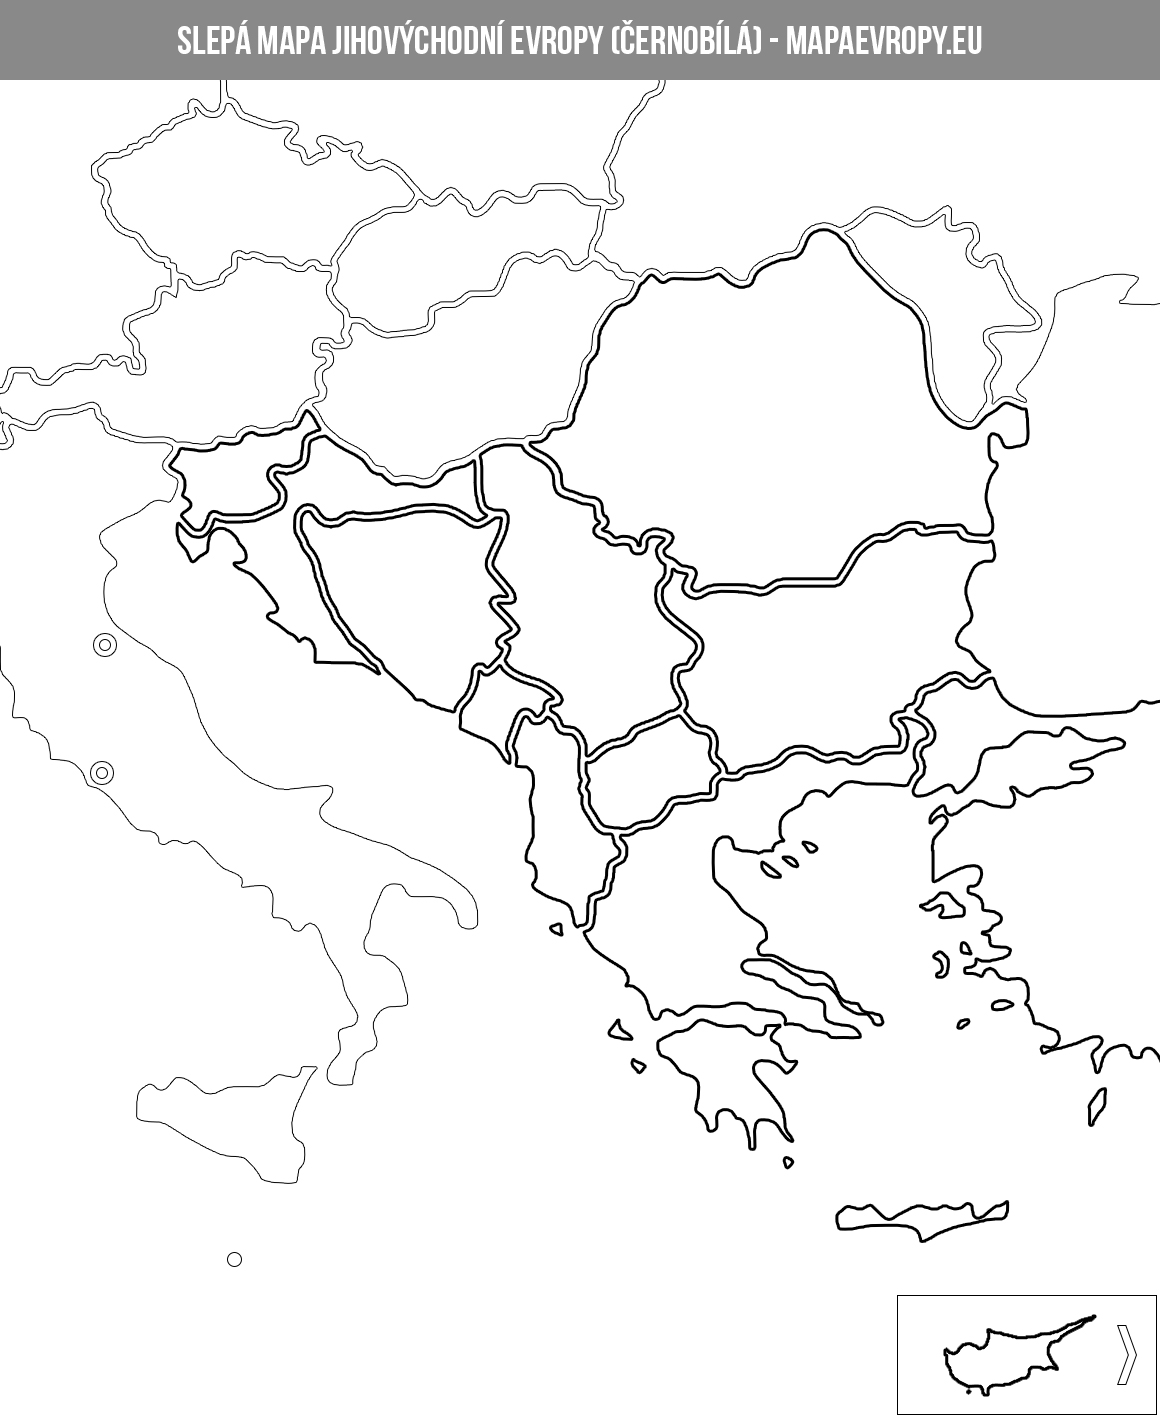 SLEPÁ MAPA JIHOVÝCHODNÍ EVROPY (ČERNOBÍLÁ) - MAPAEVROPY.EU